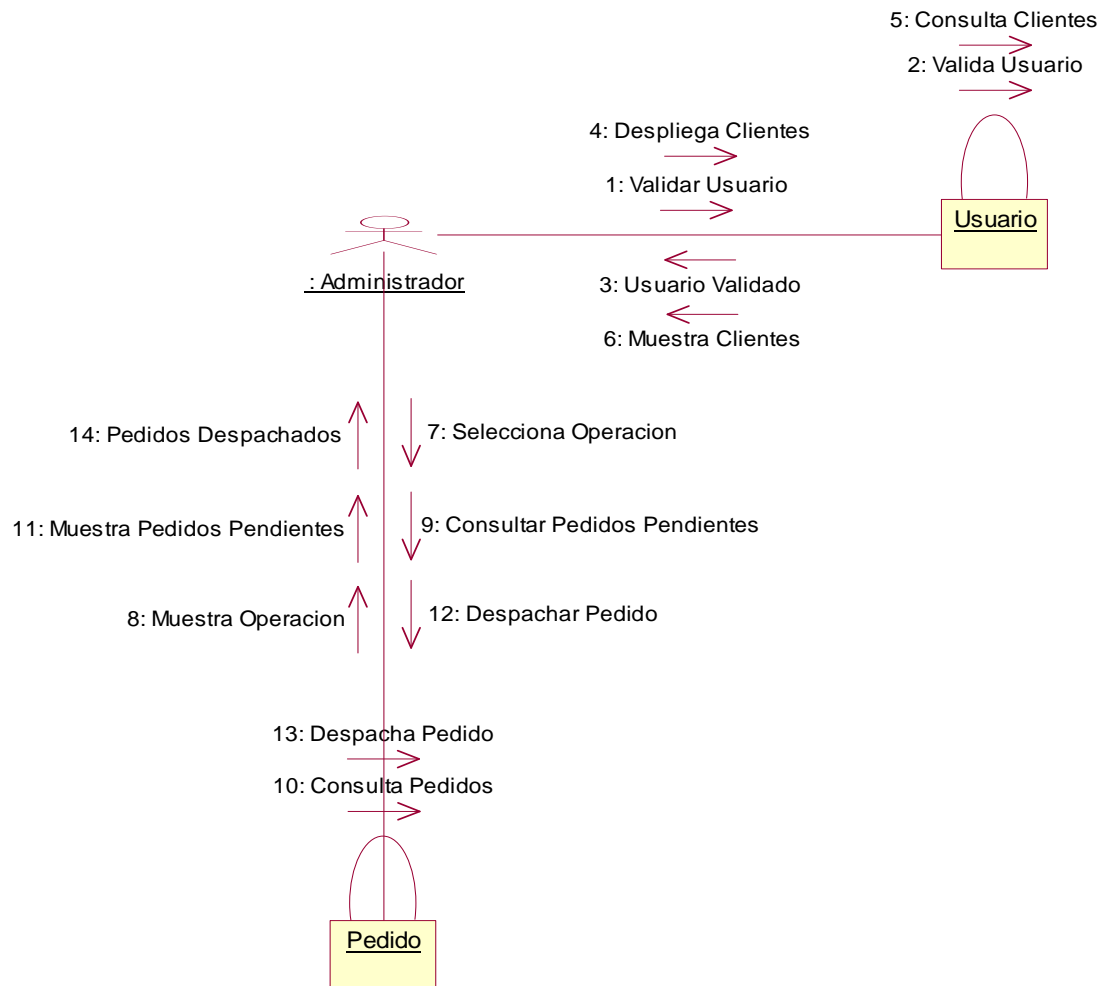 5: Consulta Clientes
2: Valida Usuario
4: Despliega Clientes
1: Validar Usuario
Usuario
: Administrador
3: Usuario Validado
6: Muestra Clientes
14: Pedidos Despachados
7: Selecciona Operacion
11: Muestra Pedidos Pendientes
9: Consultar Pedidos Pendientes
8: Muestra Operacion
12: Despachar Pedido
13: Despacha Pedido
10: Consulta Pedidos
Pedido